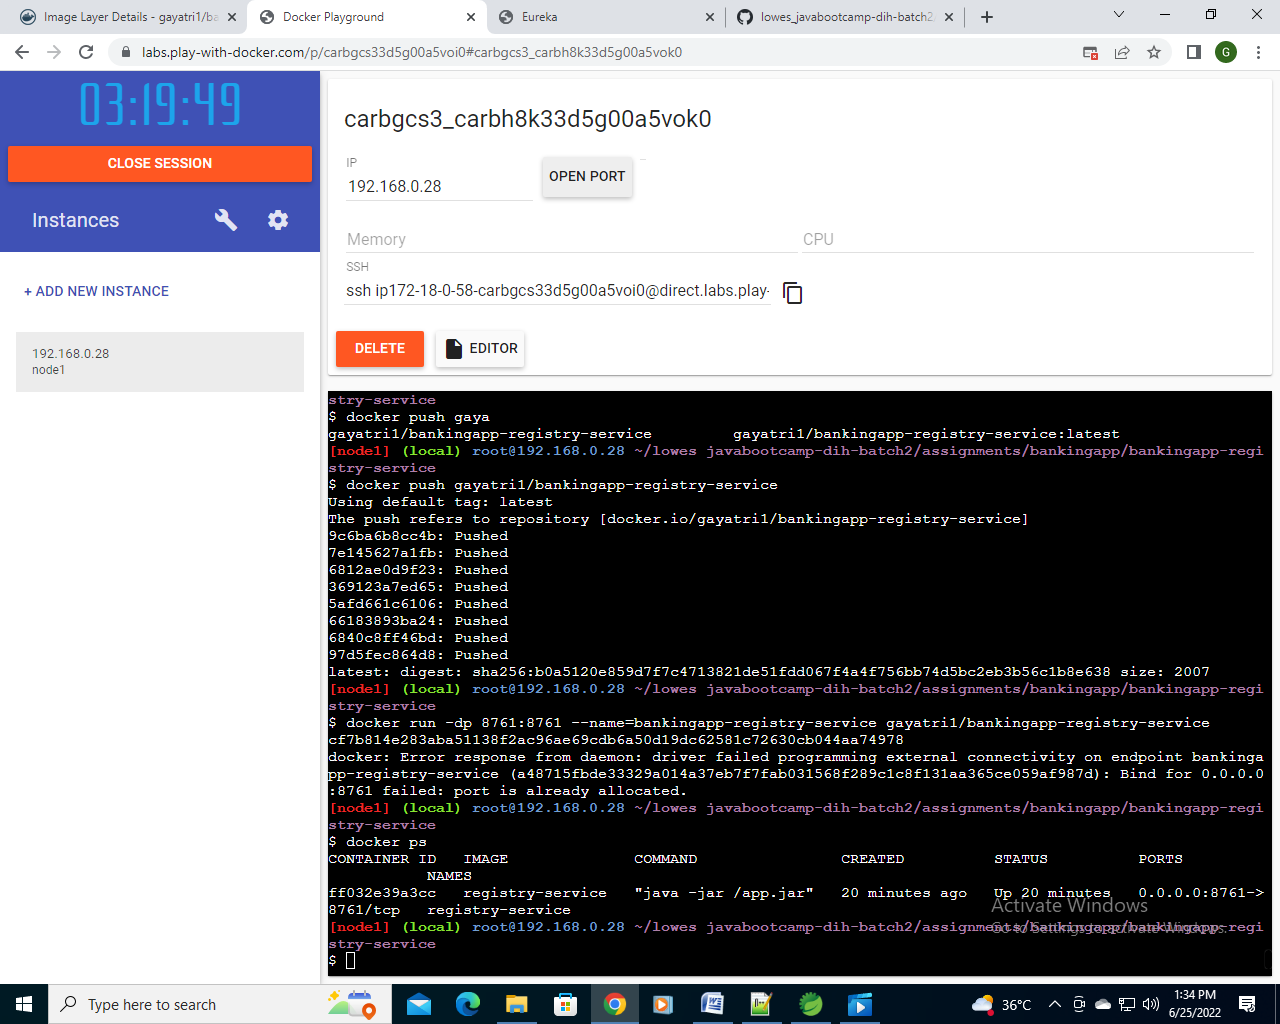 Image Layer Details - gayatri1/ba
Docker Playground
Eureka
lowes_javabootcamp-dih-batch2
labs.play-with-docker.com/p/carbgcs33d5g00a5voi0#carbgcs3_carbh8k33d5g00a5vok0
G
03:19:49
CLOSE SESSION
Instances
+ ADD NEW INSTANCE
192.168.0.28
node1
carbgcs3_carbh8k33d5g00a5vok0
IP
192.168.0.28
OPEN PORT
Memory
CPU
SSH
ssh ip172-18-0-58-carbgcs33d5g00a5voi0@direct.labs.play-
DELETE
EDITOR
stry-service
$ docker push gaya
gayatri1/bankingapp-registry-service gayatri1/bankingapp-registry-service:latest
[node1] (local) root@192.168.0.28 ~/lowes javabootcamp-dih-batch2/assignments/bankingapp/bankingapp-regi
stry-service
$ docker push gayatri1/bankingapp-registry-service
Using default tag: latest
The push refers to repository [docker.io/gayatri1/bankingapp-registry-service]
9c6ba6b8cc4b: Pushed
7e145627a1fb: Pushed
6812ae0d9f23: Pushed
369123a7ed65: Pushed
5afd661c6106: Pushed
66183893ba24: Pushed
6840c8ff46bd: Pushed
97d5fec864d8: Pushed
latest: digest: sha256:b0a5120e859d7f7c4713821de51fdd067f4a4f756bb74d5bc2eb3b56c1b8e638 size: 2007
[node1] (local) root@192.168.0.28 ~/lowes javabootcamp-dih-batch2/assignments/bankingapp/bankingapp-regi
stry-service
$ docker run -dp 8761:8761 --name=bankingapp-registry-service gayatri1/bankingapp-registry-service
cf7b814e283aba51138f2ac96ae69cdb6a50d19dc62581c72630cb044aa74978
docker: Error response from daemon: driver failed programming external connectivity on endpoint bankinga
pp-registry-service (a48715fbde33329a014a37eb7f7fab031568f289c1c8f131aa365ce059af987d): Bind for 0.0.0.0
:8761 failed: port is already allocated.
[node1] (local) root@192.168.0.28 ~/lowes javabootcamp-dih-batch2/assignments/bankingapp/bankingapp-regi
stry-service
$ docker ps
CONTAINER ID IMAGE COMMAND CREATED STATUS PORTS
NAMES
ff032e39a3cc registry-service "java -jar /app.jar" 20 minutes ago Up 20 minutes 0.0.0.0:8761->
8761/tcp registry-service
[node1] (local) root@192.168.0.28 ~/lowes javabootcamp-dih-batch2/assignments/bankingapp/bankingapp-regi
stry-service
$
Activate Windows
Go to Settings to activate Windows.
Type here to search
36°C
1:34 PM
6/25/2022